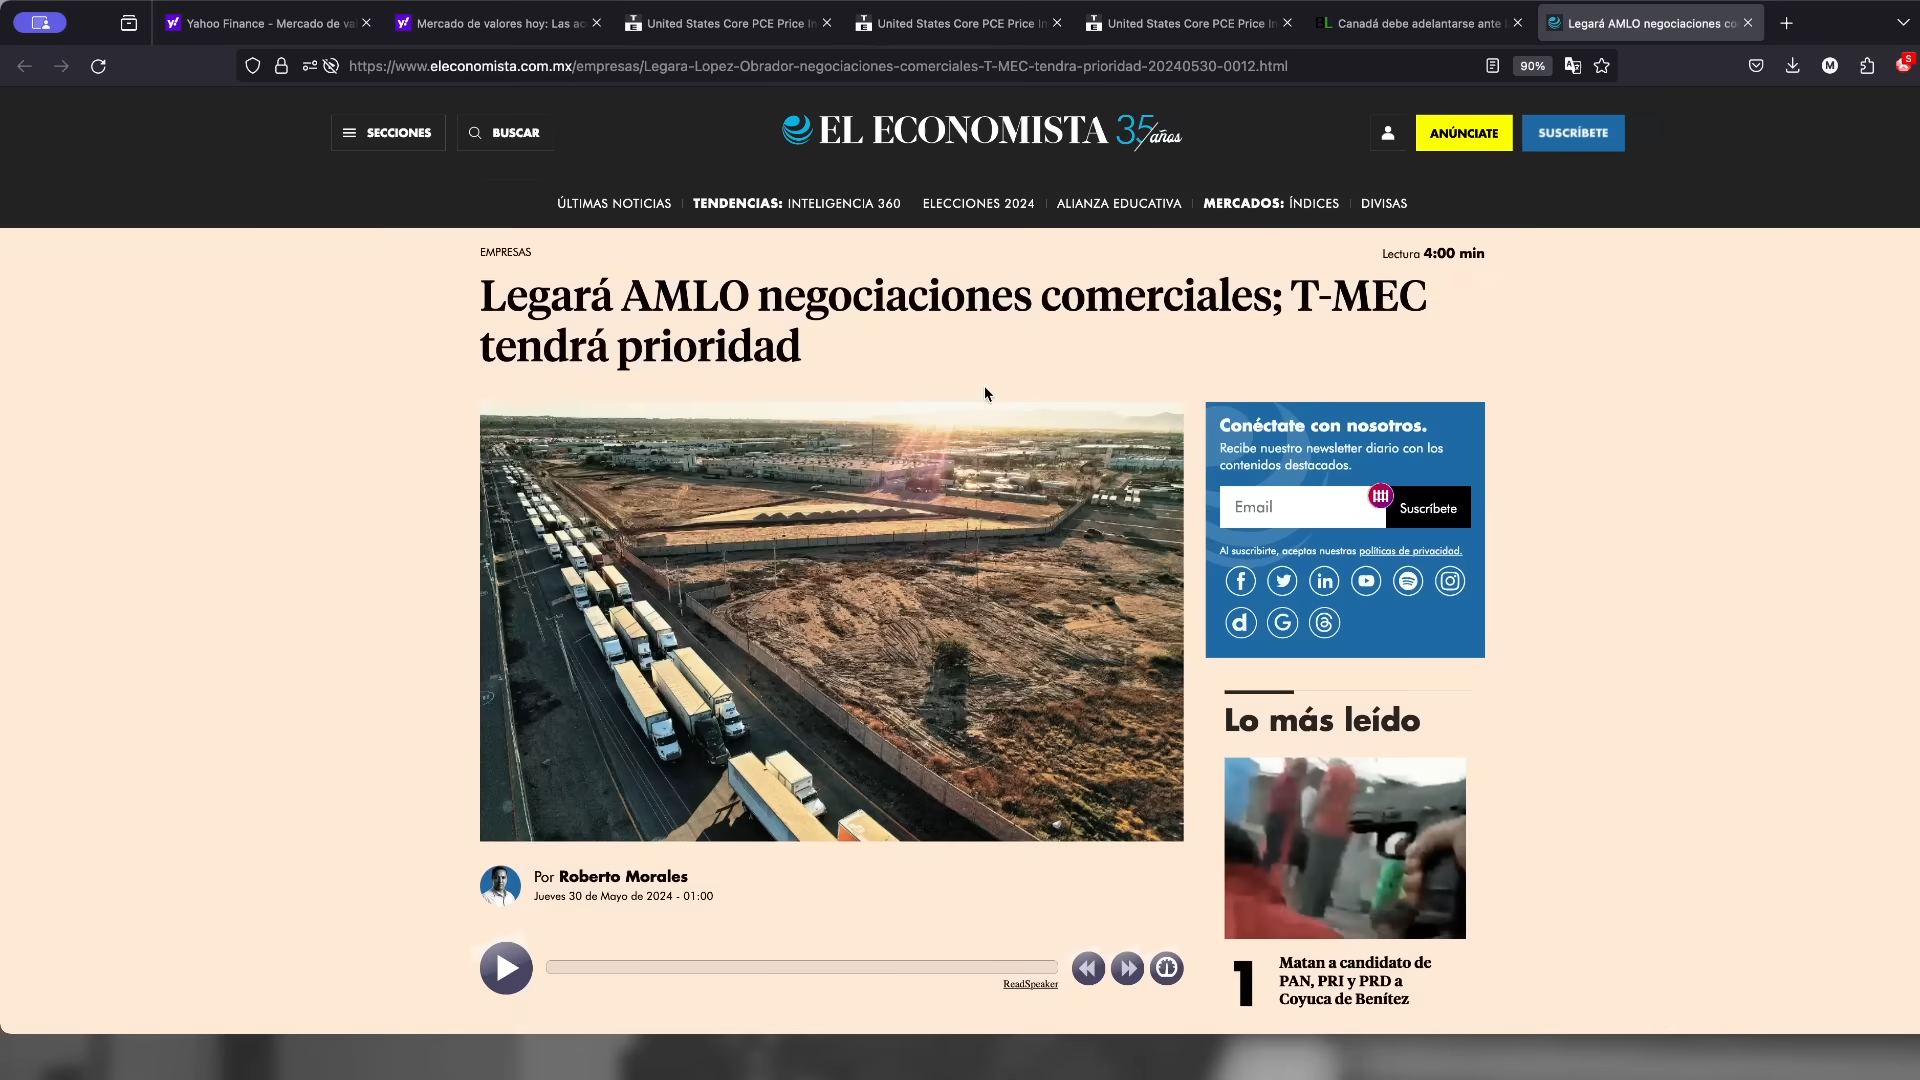 Yahoo Finance - Mercado de va
Mercado de valores hoy: Las ac
United States Core PCE Price In
United States Core PCE Price In
United States Core PCE Price In
Canadá debe adelantarse ante l
Legará AMLO negociaciones co
https://www.eleconomista.com.mx/empresas/Legara-Lopez-Obrador-negociaciones-comerciales-T-MEC-tendra-prioridad-20240530-0012.html
90%
M
S
SECCIONES
BUSCAR
EL ECONOMISTA 35 años
ANÚNCIATE
SUSCRÍBETE
ÚLTIMAS NOTICIAS
TENDENCIAS: INTELIGENCIA 360
ELECCIONES 2024
ALIANZA EDUCATIVA
MERCADOS: ÍNDICES
DIVISAS
EMPRESAS
Lectura 4:00 min
Legará AMLO negociaciones comerciales; T-MEC
tendrá prioridad
Conéctate con nosotros.
Recibe nuestro newsletter diario con los
contenidos destacados.
Email
Suscríbete
Al suscribirte, aceptas nuestras políticas de privacidad.
Lo más leído
Por Roberto Morales
Jueves 30 de Mayo de 2024 - 01:00
ReadSpeaker
1
Matan a candidato de
PAN, PRI y PRD a
Coyuca de Benítez